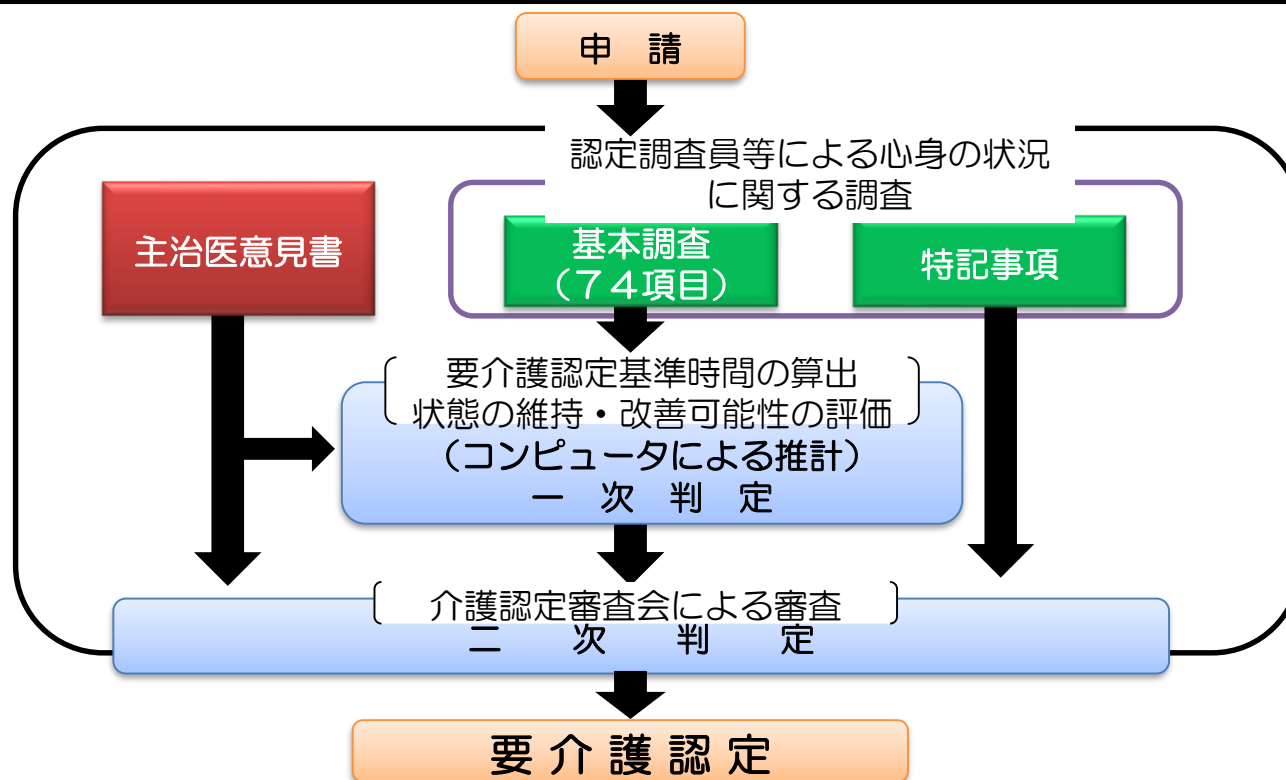 申　請
認定調査員等による心身の状況
に関する調査
主治医意見書
基本調査
（７４項目）
特記事項
要介護認定基準時間の算出
状態の維持・改善可能性の評価
（コンピュータによる推計）
一　次　判　定
介護認定審査会による審査
二　次　判　定
要介護認定